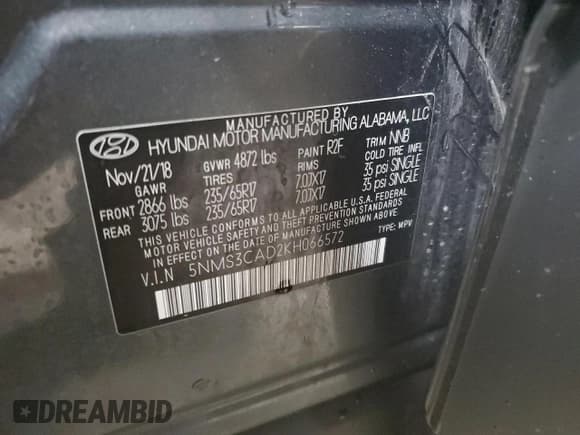 MANUFACTURED BY
HYUNDAI MOTOR MANUFACTURING ALABAMA, LLC
Nov/21/18 GVWR 4872 lbs PAINT R2F TRIM NNB
GAWR TIRES RIMS COLD TIRE INFL
FRONT 2866 lbs 235/65R17 7.0JX17 35 psi SINGLE
REAR 3075 lbs 235/65R17 7.0JX17 35 psi SINGLE
THIS VEHICLE CONFORMS TO ALL APPLICABLE U.S.A. FEDERAL
MOTOR VEHICLE SAFETY AND THEFT PREVENTION STANDARDS
IN EFFECT ON THE DATE OF MANUFACTURE SHOWN ABOVE.
V.I.N 5NMS3CAD2KH066572 TYPE: MPV
DREAMBID